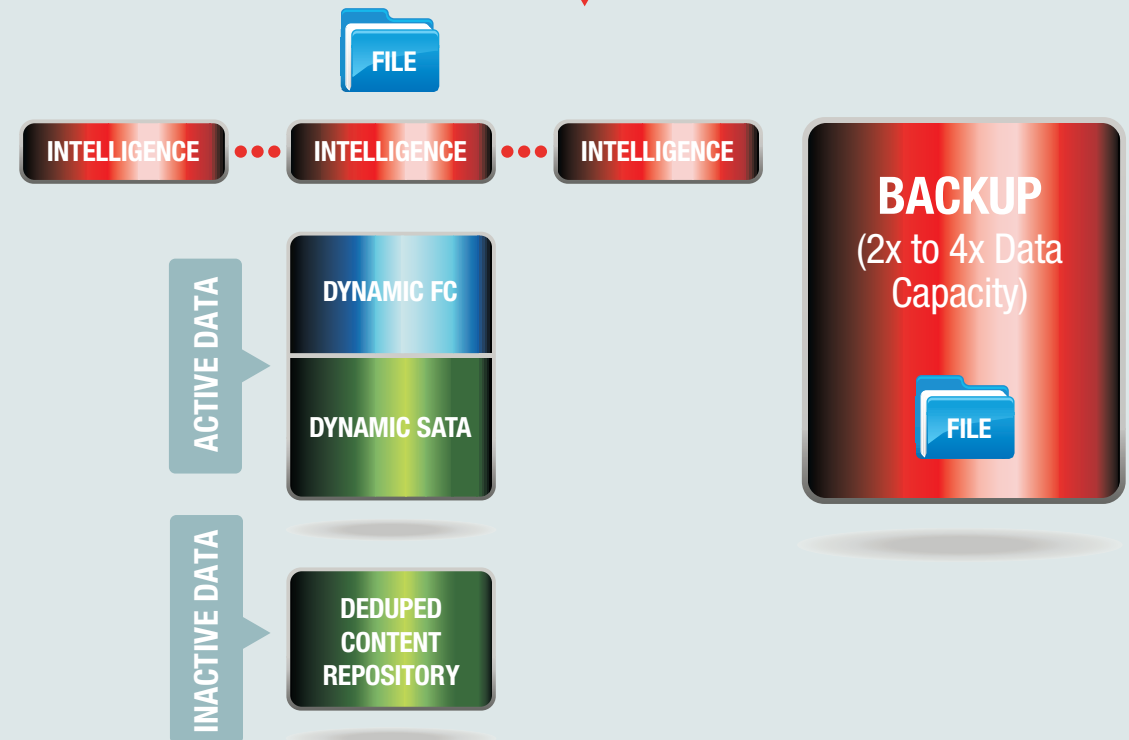 FILE
INTELLIGENCE
INTELLIGENCE
INTELLIGENCE
BACKUP
(2x to 4x Data
Capacity)
FILE
ACTIVE DATA
DYNAMIC FC
DYNAMIC SATA
INACTIVE DATA
DEDUPED
CONTENT
REPOSITORY